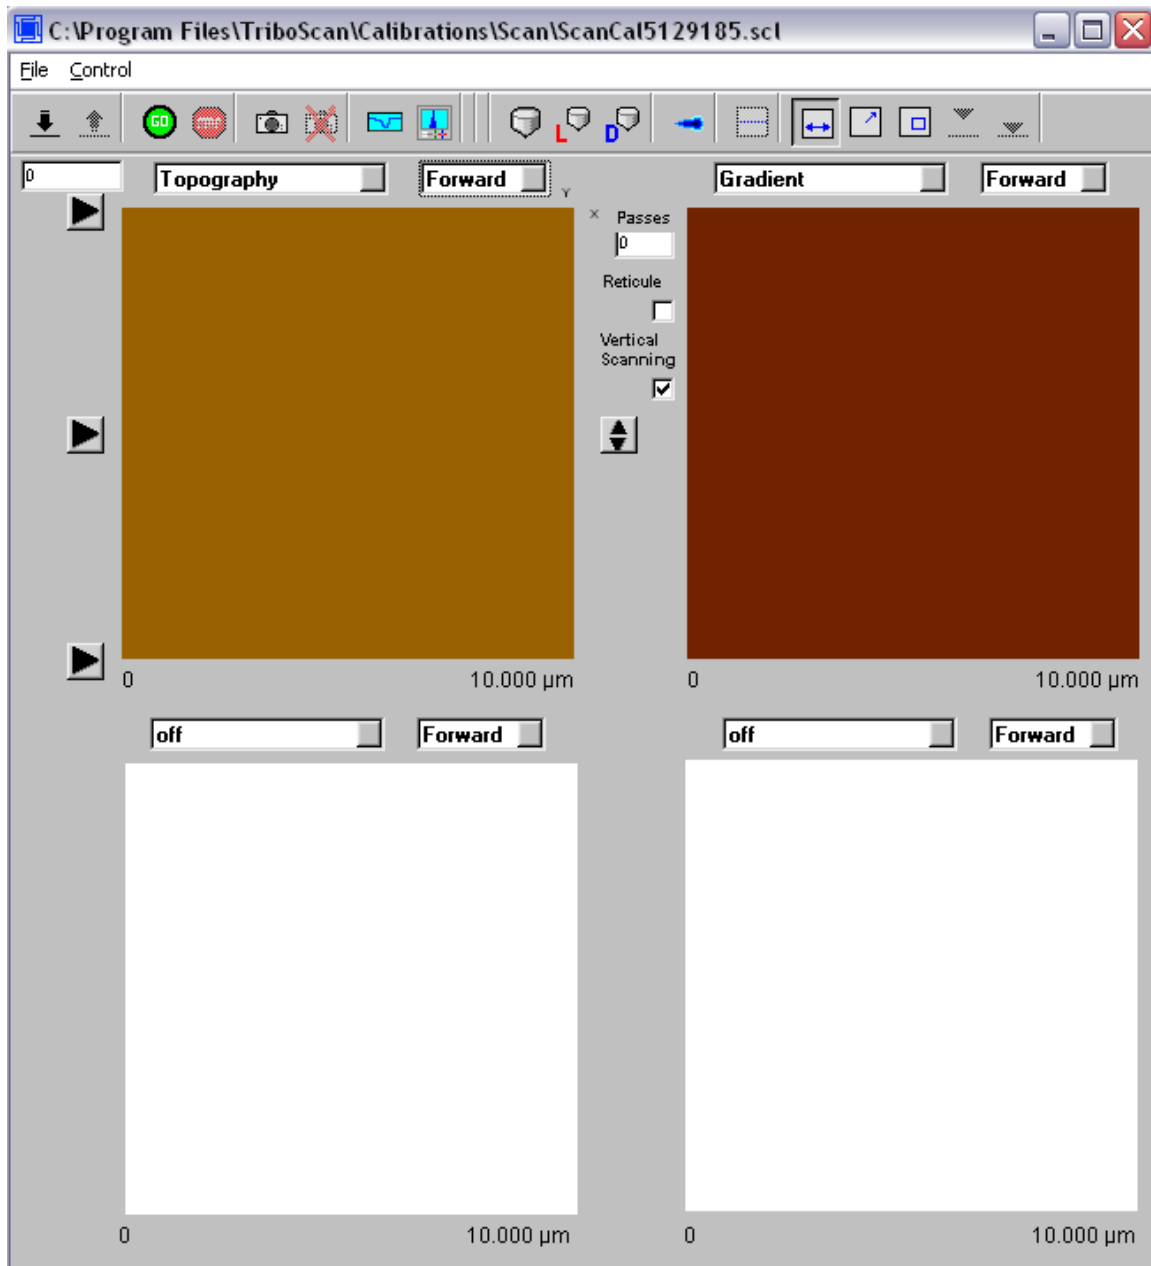 C:\Program Files\TriboScan\Calibrations\Scan\ScanCal5129185.scl
File Control
GO STOP L D
0 Topography Forward Y Gradient Forward
X Passes
0
Reticule
Vertical
Scanning
0 10.000 µm 0 10.000 µm
off Forward off Forward
0 10.000 µm 0 10.000 µm